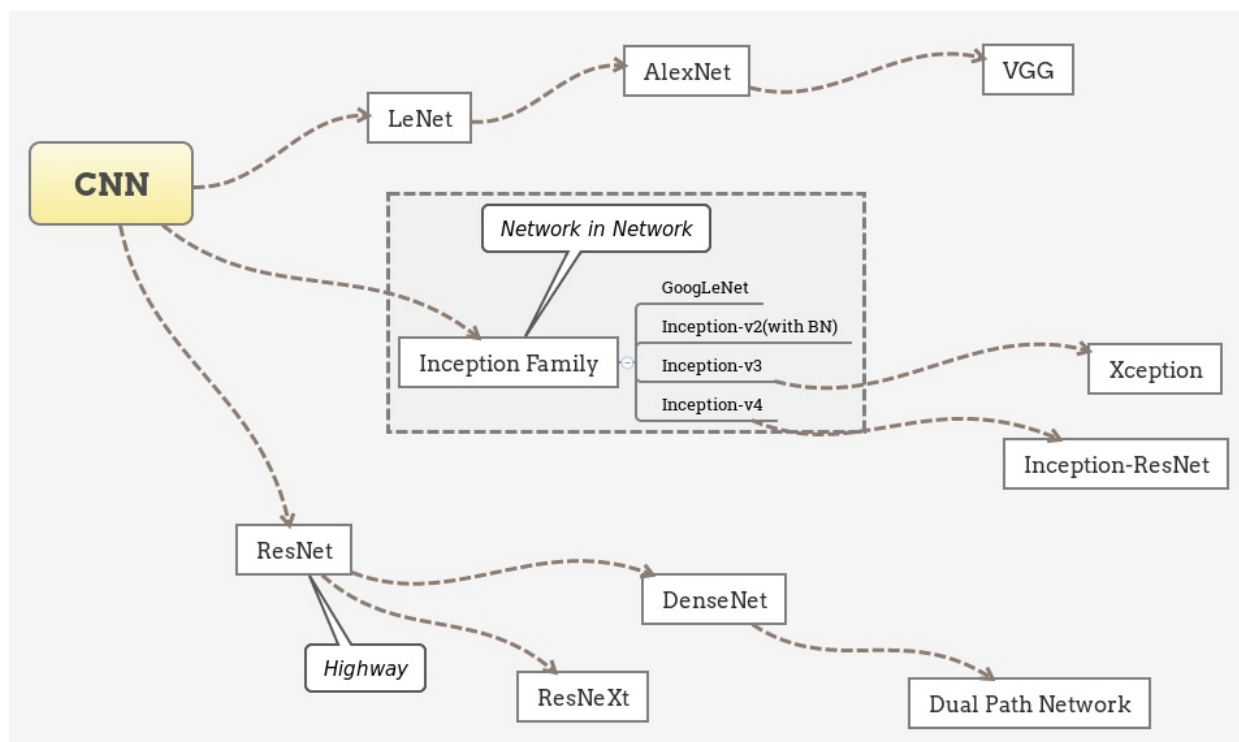 AlexNet
VGG
LeNet
CNN
Network in Network
GoogLeNet
Inception-v2(with BN)
Inception Family
Inception-v3
Xception
Inception-v4
Inception-ResNet
ResNet
DenseNet
Highway
ResNeXt
Dual Path Network